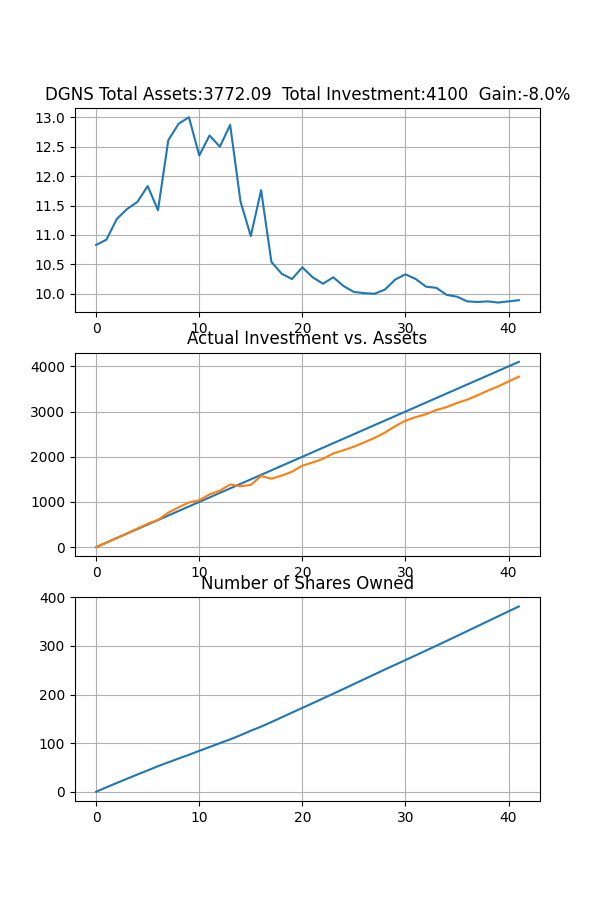 DGNS Total Assets:3772.09  Total Investment:4100  Gain:-8.0%
13.0
12.5
12.0
11.5
11.0
10.5
10.0
0 10 20 30 40
Actual Investment vs. Assets
4000
3000
2000
1000
0
0 10 20 30 40
Number of Shares Owned
400
300
200
100
0
0 10 20 30 40